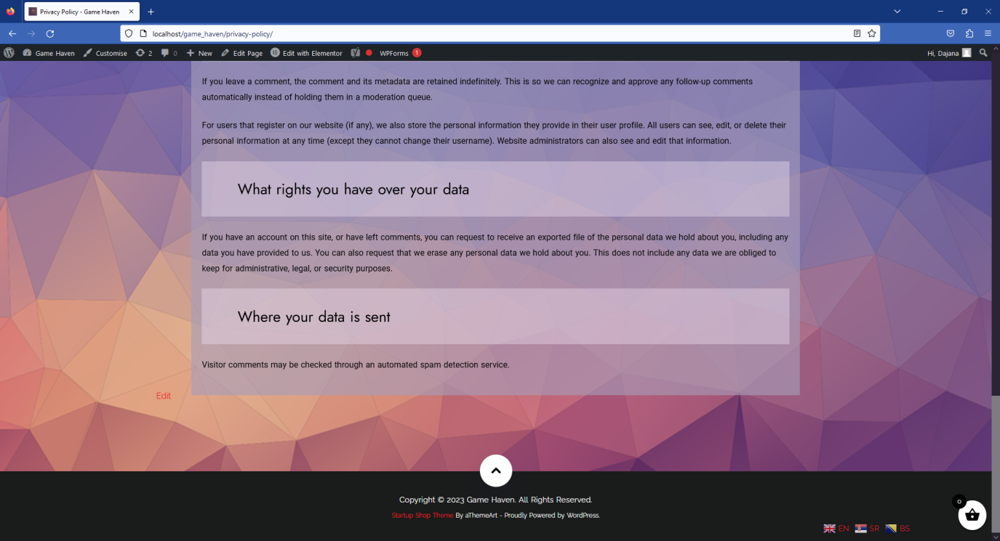 Privacy Policy - Game Haven
localhost/game_haven/privacy-policy/
Game Haven Customise 2 0 New Edit Page Edit with Elementor WPForms 1 Hi, Dajana
If you leave a comment, the comment and its metadata are retained indefinitely. This is so we can recognize and approve any follow-up comments
automatically instead of holding them in a moderation queue.
For users that register on our website (if any), we also store the personal information they provide in their user profile. All users can see, edit, or delete their
personal information at any time (except they cannot change their username). Website administrators can also see and edit that information.
What rights you have over your data
If you have an account on this site, or have left comments, you can request to receive an exported file of the personal data we hold about you, including any
data you have provided to us. You can also request that we erase any personal data we hold about you. This does not include any data we are obliged to
keep for administrative, legal, or security purposes.
Where your data is sent
Visitor comments may be checked through an automated spam detection service.
Edit
Copyright © 2023 Game Haven. All Rights Reserved.
Startup Shop Theme By aThemeArt - Proudly Powered by WordPress.
0
EN SR BS